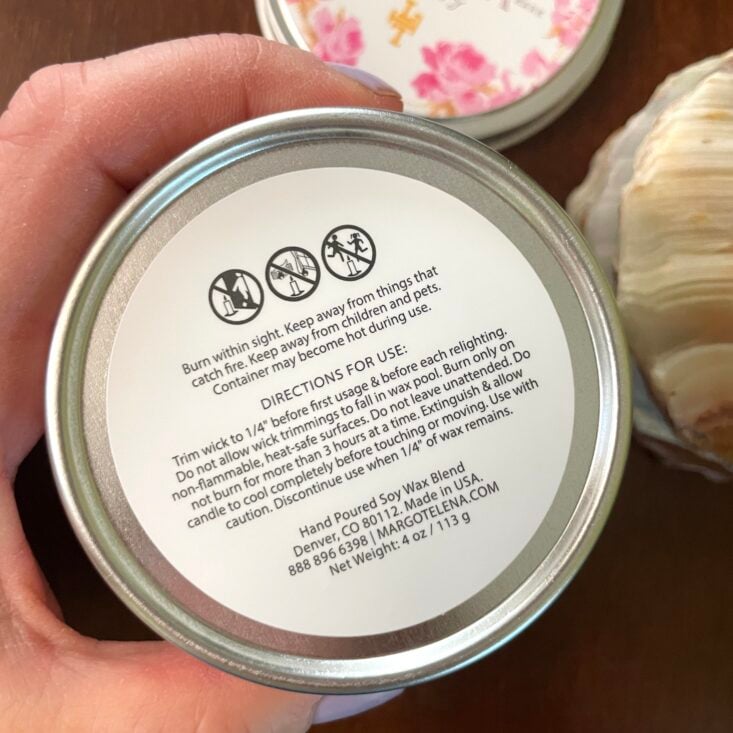 Burn within sight. Keep away from things that
catch fire. Keep away from children and pets.
Container may become hot during use.
DIRECTIONS FOR USE:
Trim wick to 1/4" before first usage & before each relighting.
Do not allow wick trimmings to fall in wax pool. Burn only on
non-flammable, heat-safe surfaces. Do not leave unattended. Do
not burn for more than 3 hours at a time. Extinguish & allow
candle to cool completely before touching or moving. Use with
caution. Discontinue use when 1/4" of wax remains.
Hand Poured Soy Wax Blend
Denver, CO 80112. Made in USA.
888 896 6398 | MARGOTELENA.COM
Net Weight: 4 oz / 113 g